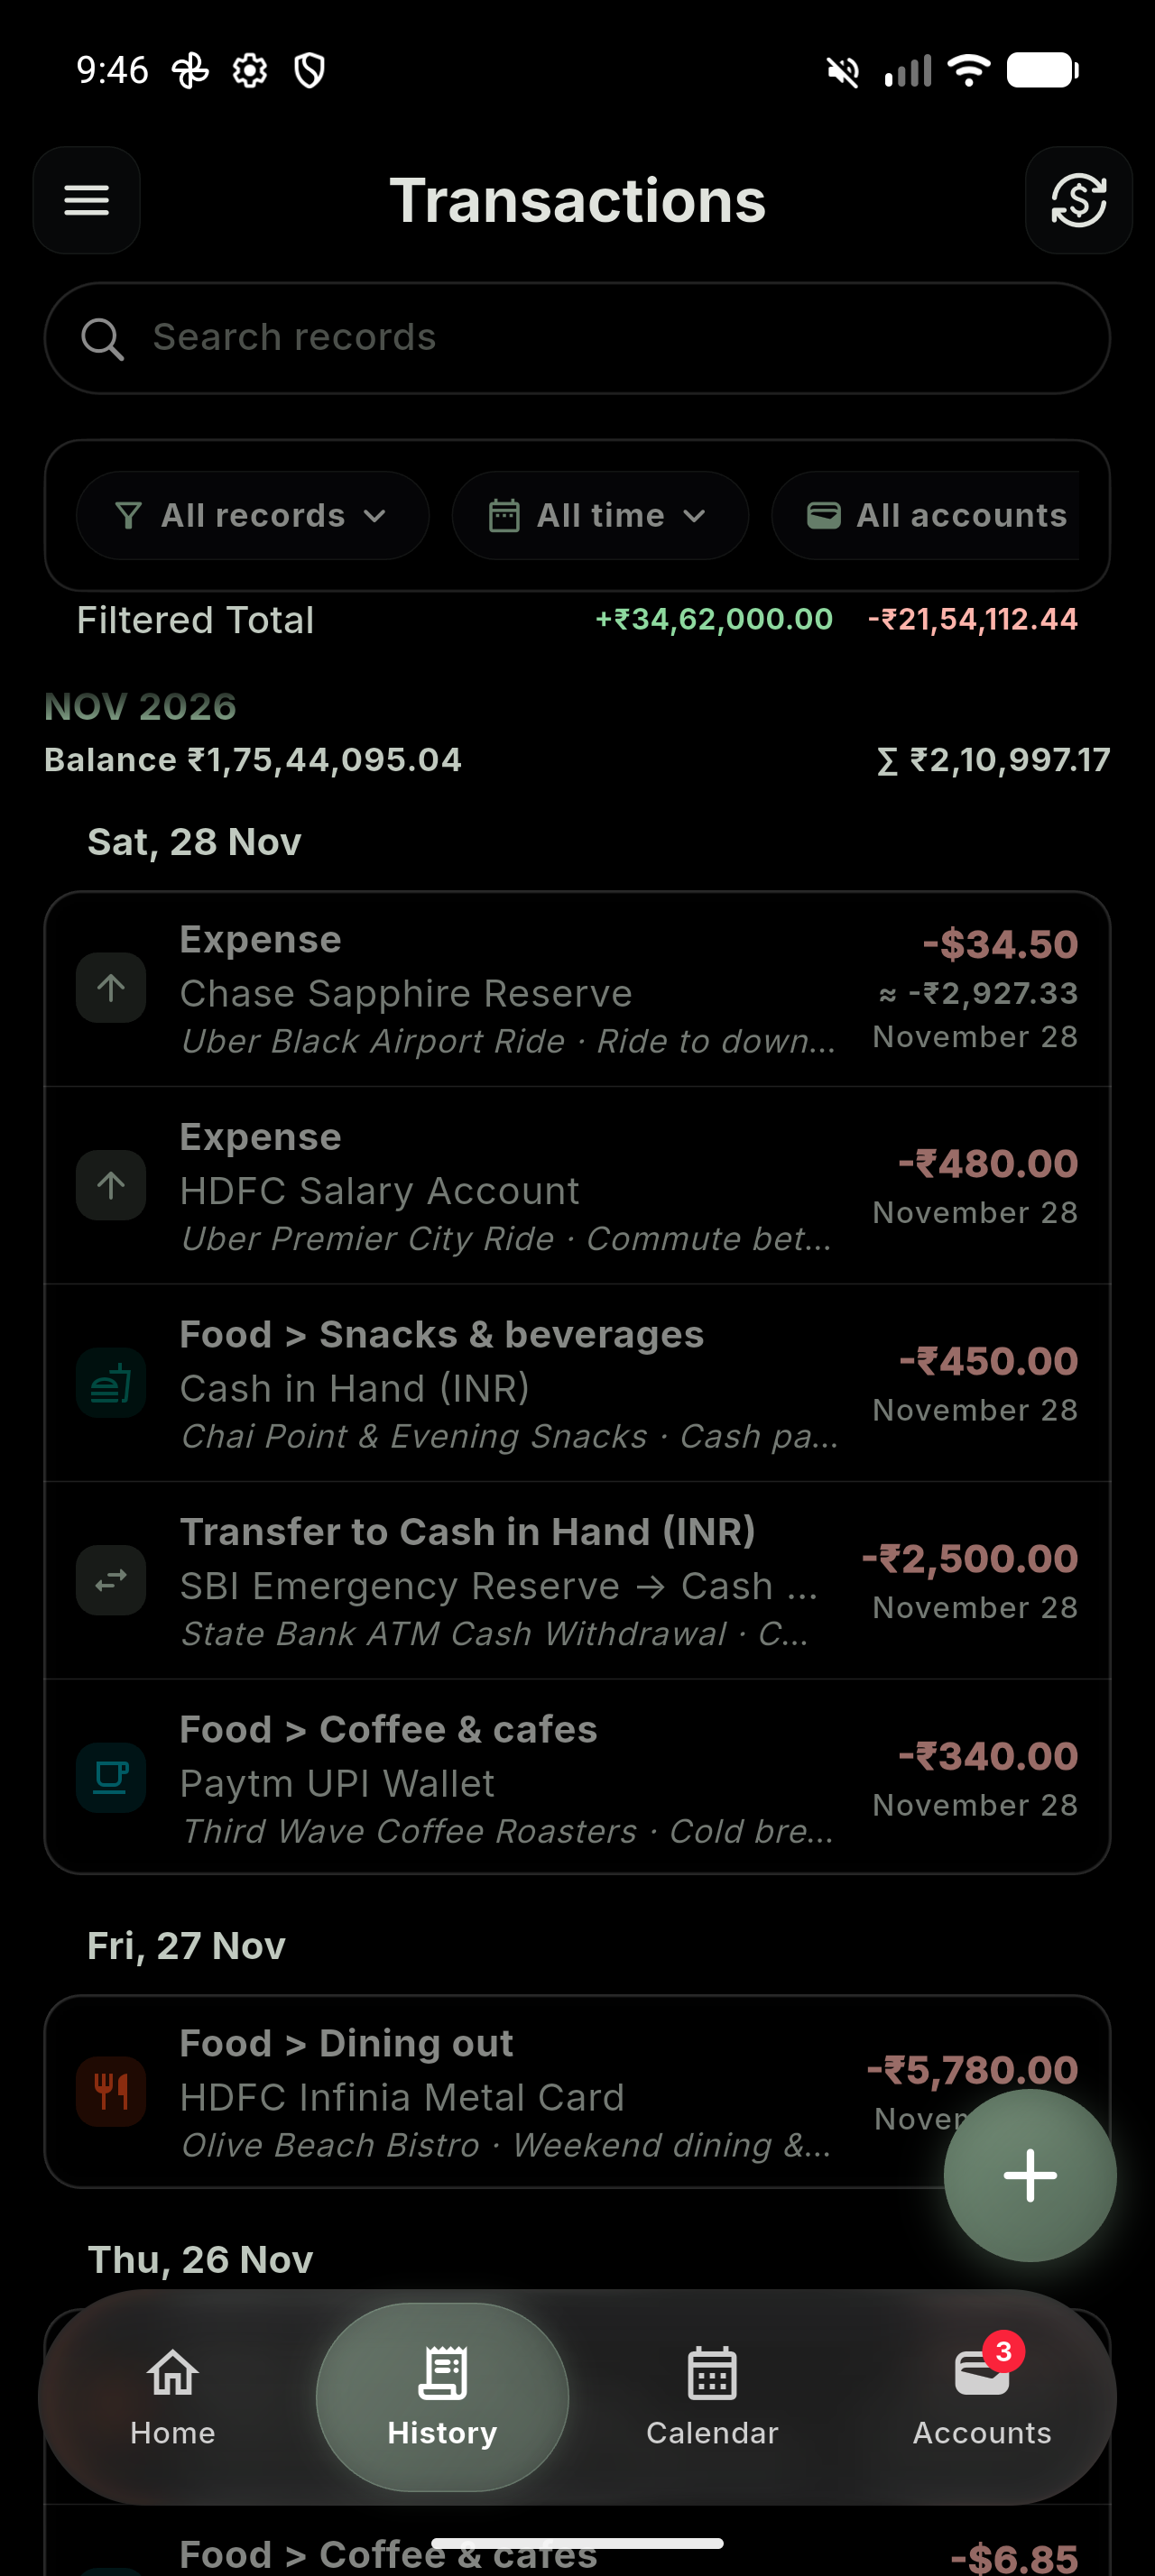 9:46
Transactions
Search records
All records
All time
All accounts
Filtered Total
+₹34,62,000.00
-₹21,54,112.44
NOV 2026
Balance ₹1,75,44,095.04
∑ ₹2,10,997.17
Sat, 28 Nov
Expense
-$34.50
Chase Sapphire Reserve
≈ -₹2,927.33
Uber Black Airport Ride · Ride to down...
November 28
Expense
-₹480.00
HDFC Salary Account
November 28
Uber Premier City Ride · Commute bet...
Food > Snacks & beverages
-₹450.00
Cash in Hand (INR)
November 28
Chai Point & Evening Snacks · Cash pa...
Transfer to Cash in Hand (INR)
-₹2,500.00
SBI Emergency Reserve → Cash ...
November 28
State Bank ATM Cash Withdrawal · C...
Food > Coffee & cafes
-₹340.00
Paytm UPI Wallet
November 28
Third Wave Coffee Roasters · Cold bre...
Fri, 27 Nov
Food > Dining out
-₹5,780.00
HDFC Infinia Metal Card
Olive Beach Bistro · Weekend dining &...
Thu, 26 Nov
3
Home
History
Calendar
Accounts
Food > Coffee & cafes
-$6.85